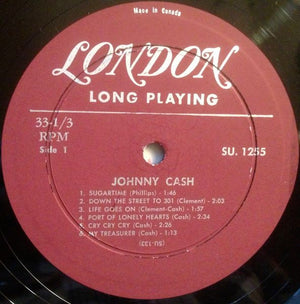 Made in Canada
LONDON
LONG PLAYING
33-1/3
RPM
Side 1
SU. 1255
JOHNNY CASH
1. SUGARTIME (Phillips) - 1:46
2. DOWN THE STREET TO 301 (Clement) - 2:03
3. LIFE GOES ON (Clement-Cash) - 1:57
4. PORT OF LONELY HEARTS (Cash) - 2:34
5. CRY CRY CRY (Cash) - 2:26
6. MY TREASURER (Cash) - 1:13